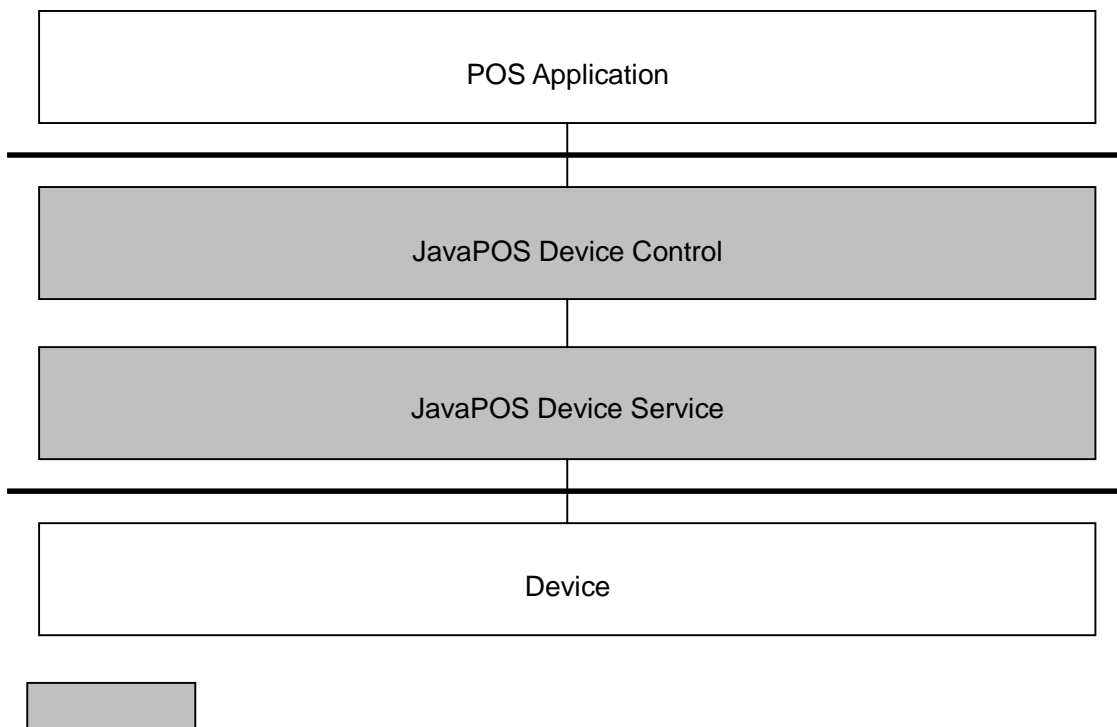 POS Application
JavaPOS Device Control
JavaPOS Device Service
Device